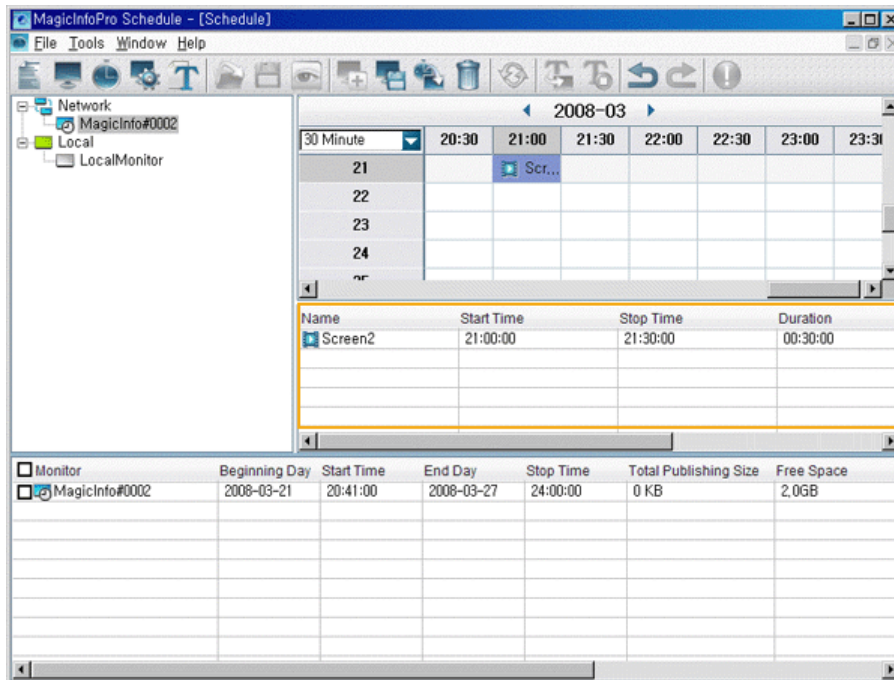 MagicInfoPro Schedule - [Schedule]
File Tools Window Help
Network
MagicInfo#0002
Local
LocalMonitor
2008-03
30 Minute 20:30 21:00 21:30 22:00 22:30 23:00 23:30
21 Scr...
22
23
24
Name Start Time Stop Time Duration
Screen2 21:00:00 21:30:00 00:30:00
Monitor Beginning Day Start Time End Day Stop Time Total Publishing Size Free Space
MagicInfo#0002 2008-03-21 20:41:00 2008-03-27 24:00:00 0 KB 2,0GB